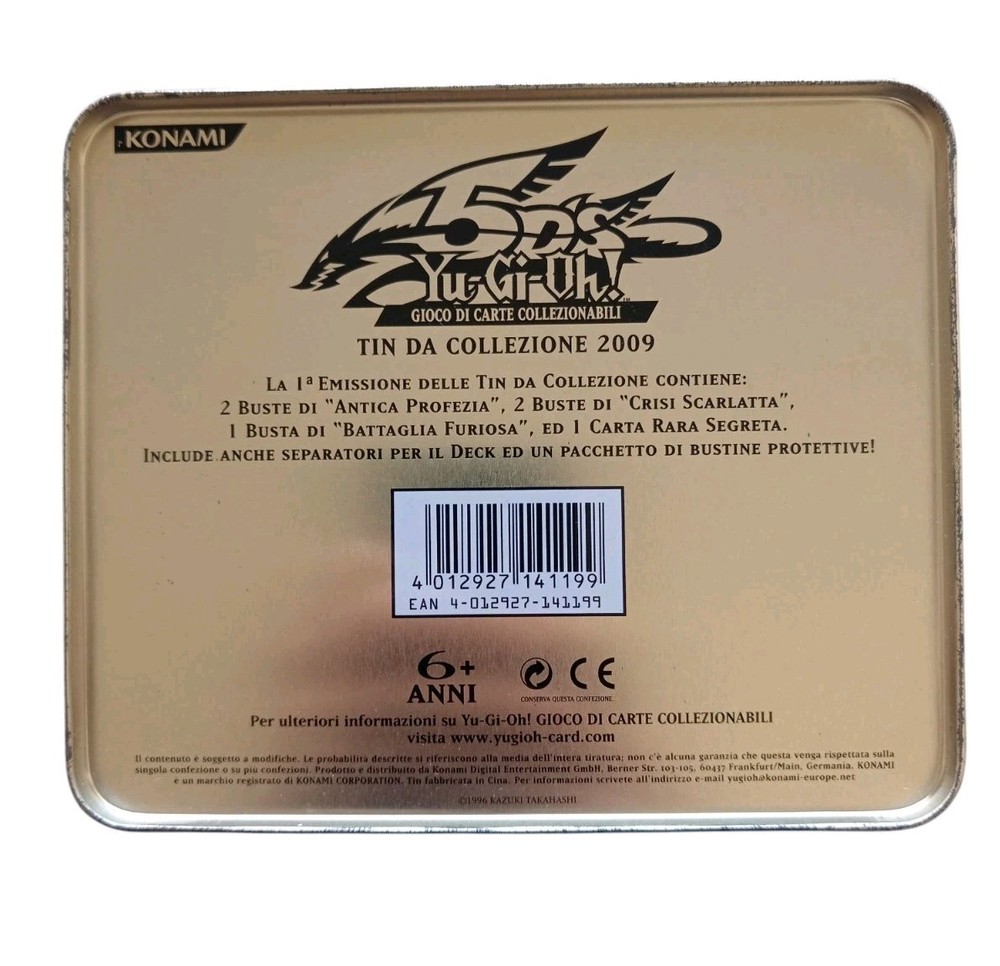 KONAMI
5D's
Yu-Gi-Oh!
GIOCO DI CARTE COLLEZIONABILI
TIN DA COLLEZIONE 2009
La 1ª Emissione delle Tin da Collezione contiene:
2 Buste di "Antica Profezia", 2 Buste di "Crisi Scarlatta",
1 Busta di "Battaglia Furiosa", ed 1 Carta Rara Segreta.
Include anche separatori per il Deck ed un pacchetto di bustine protettive!
4 012927 141199
EAN 4-012927-141199
6+
ANNI
CE
CONSERVA QUESTA CONFEZIONE.
Per ulteriori informazioni su Yu-Gi-Oh! GIOCO DI CARTE COLLEZIONABILI
visita www.yugioh-card.com
Il contenuto è soggetto a modifiche. Le probabilità descritte si riferiscono alla media dell'intera tiratura; non c'è alcuna garanzia che questa venga rispettata sulla
singola confezione o su più confezioni. Prodotto e distribuito da Konami Digital Entertainment GmbH, Berner Str. 103-105, 60437 Frankfurt/Main, Germania. KONAMI
è un marchio registrato di KONAMI CORPORATION. Tin fabbricata in Cina. Per informazioni scrivete all'indirizzo e-mail yugioh@konami-europe.net
©1996 KAZUKI TAKAHASHI